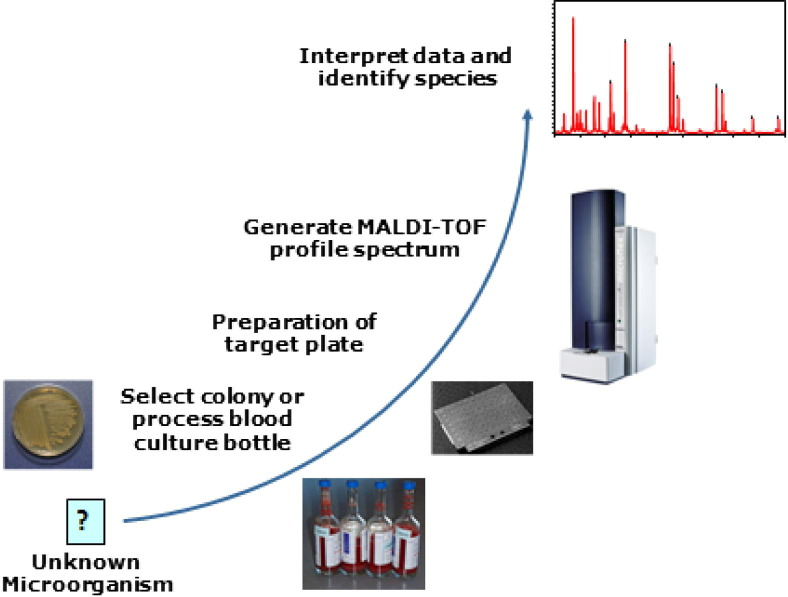 Interpret data and
identify species
Generate MALDI-TOF
profile spectrum
Preparation of
target plate
Select colony or
process blood
culture bottle
?
Unknown
Microorganism